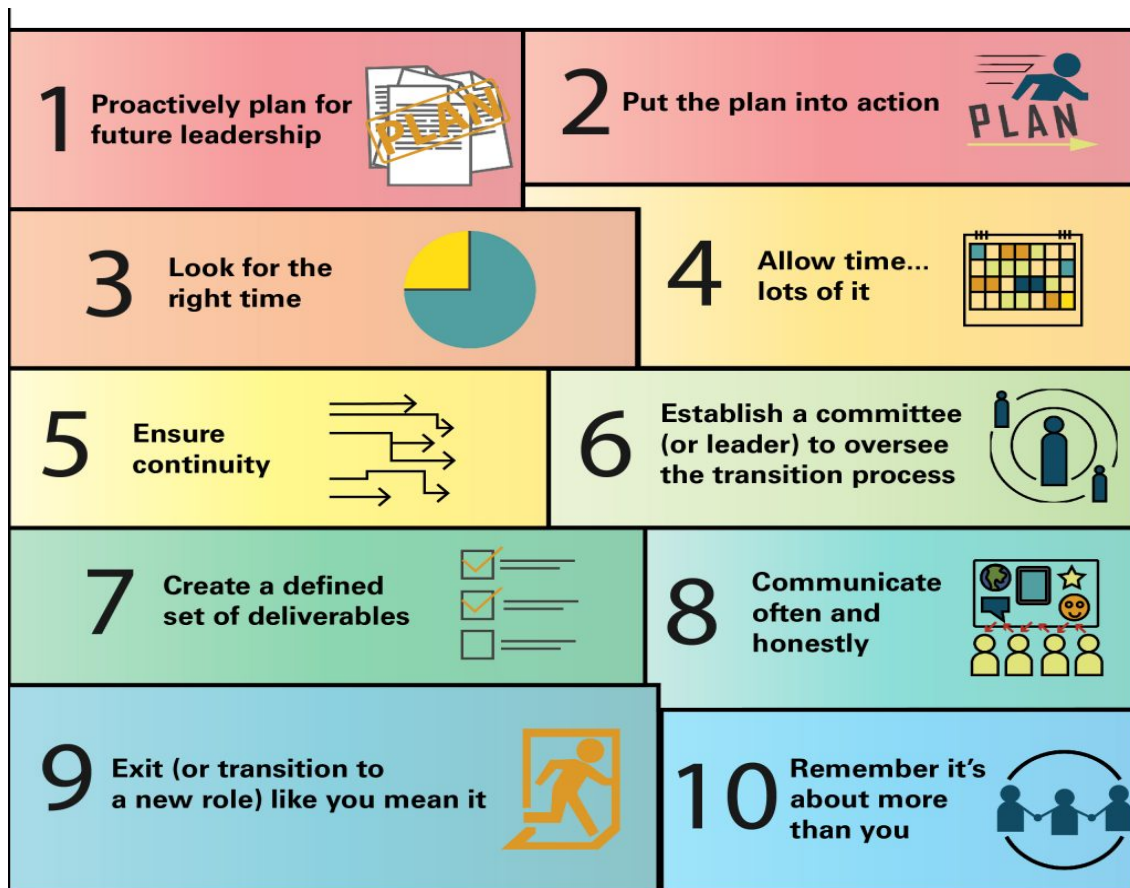 1
Proactively plan for
future leadership
PLAN
2
Put the plan into action
PLAN
3
Look for the
right time
4
Allow time...
lots of it
5
Ensure
continuity
6
Establish a committee
(or leader) to oversee
the transition process
7
Create a defined
set of deliverables
8
Communicate
often and
honestly
9
Exit (or transition to
a new role) like you mean it
10
Remember it's
about more
than you